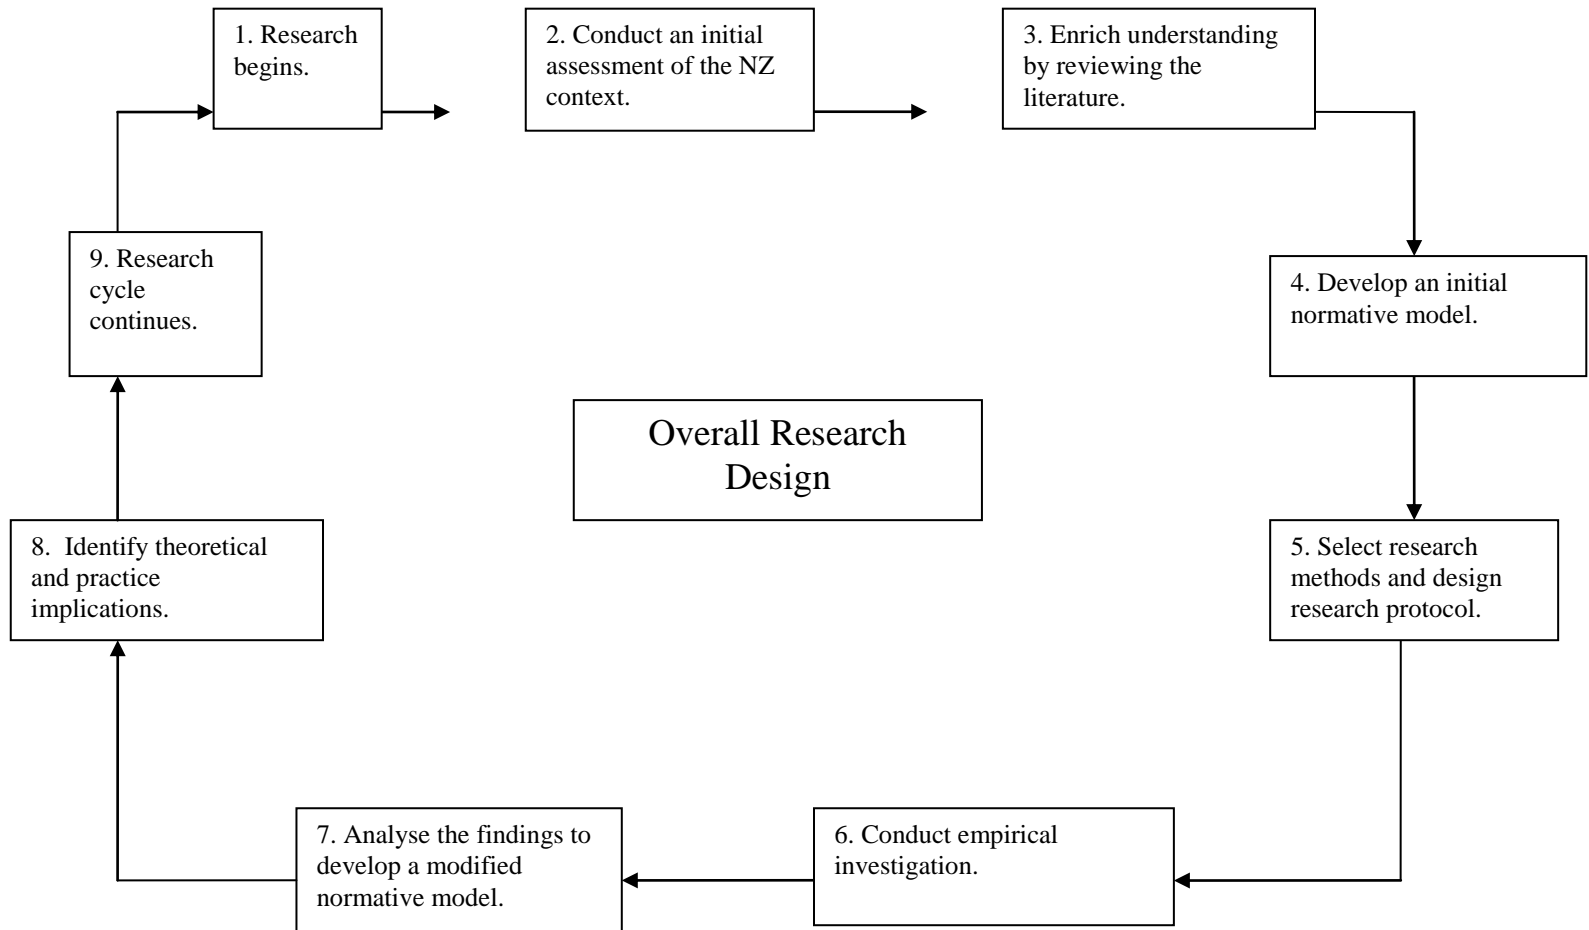 1. Research
begins.
2. Conduct an initial
assessment of the NZ
context.
3. Enrich understanding
by reviewing the
literature.
4. Develop an initial
normative model.
5. Select research
methods and design
research protocol.
6. Conduct empirical
investigation.
7. Analyse the findings to
develop a modified
normative model.
8.  Identify theoretical
and practice
implications.
9. Research
cycle
continues.
Overall Research
Design